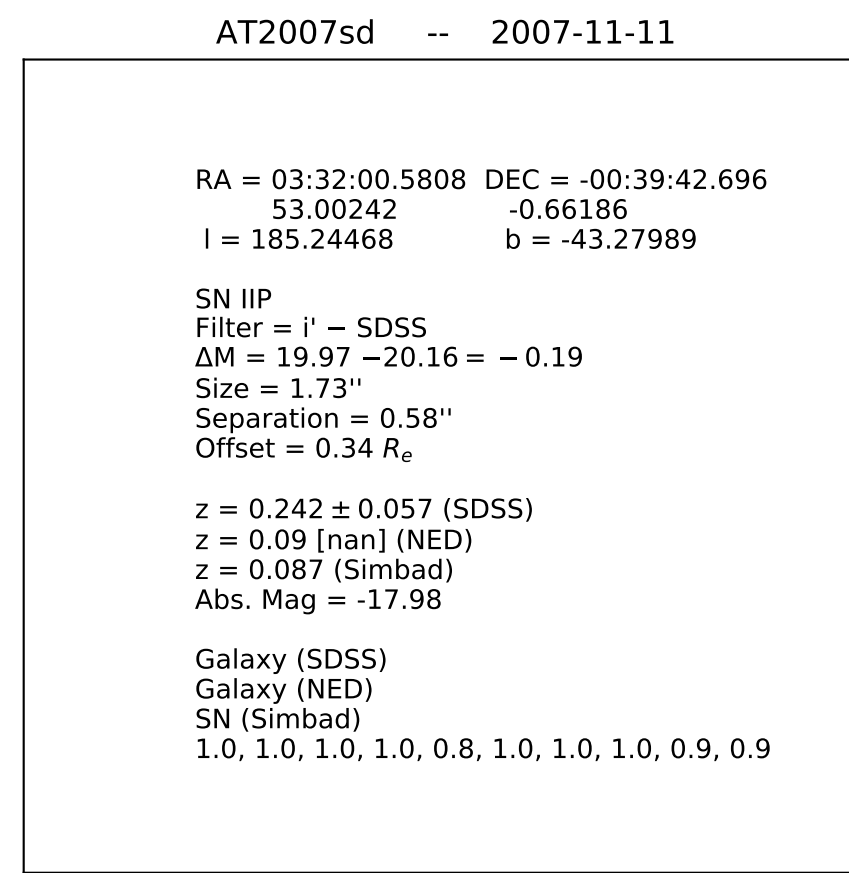 AT2007sd -- 2007-11-11
RA = 03:32:00.5808 DEC = -00:39:42.696
53.00242 -0.66186
l = 185.24468 b = -43.27989
SN IIP
Filter = i' − SDSS
ΔM = 19.97 −20.16 = −0.19
Size = 1.73''
Separation = 0.58''
Offset = 0.34 Rₑ
z = 0.242 ± 0.057 (SDSS)
z = 0.09 [nan] (NED)
z = 0.087 (Simbad)
Abs. Mag = -17.98
Galaxy (SDSS)
Galaxy (NED)
SN (Simbad)
1.0, 1.0, 1.0, 1.0, 0.8, 1.0, 1.0, 1.0, 0.9, 0.9